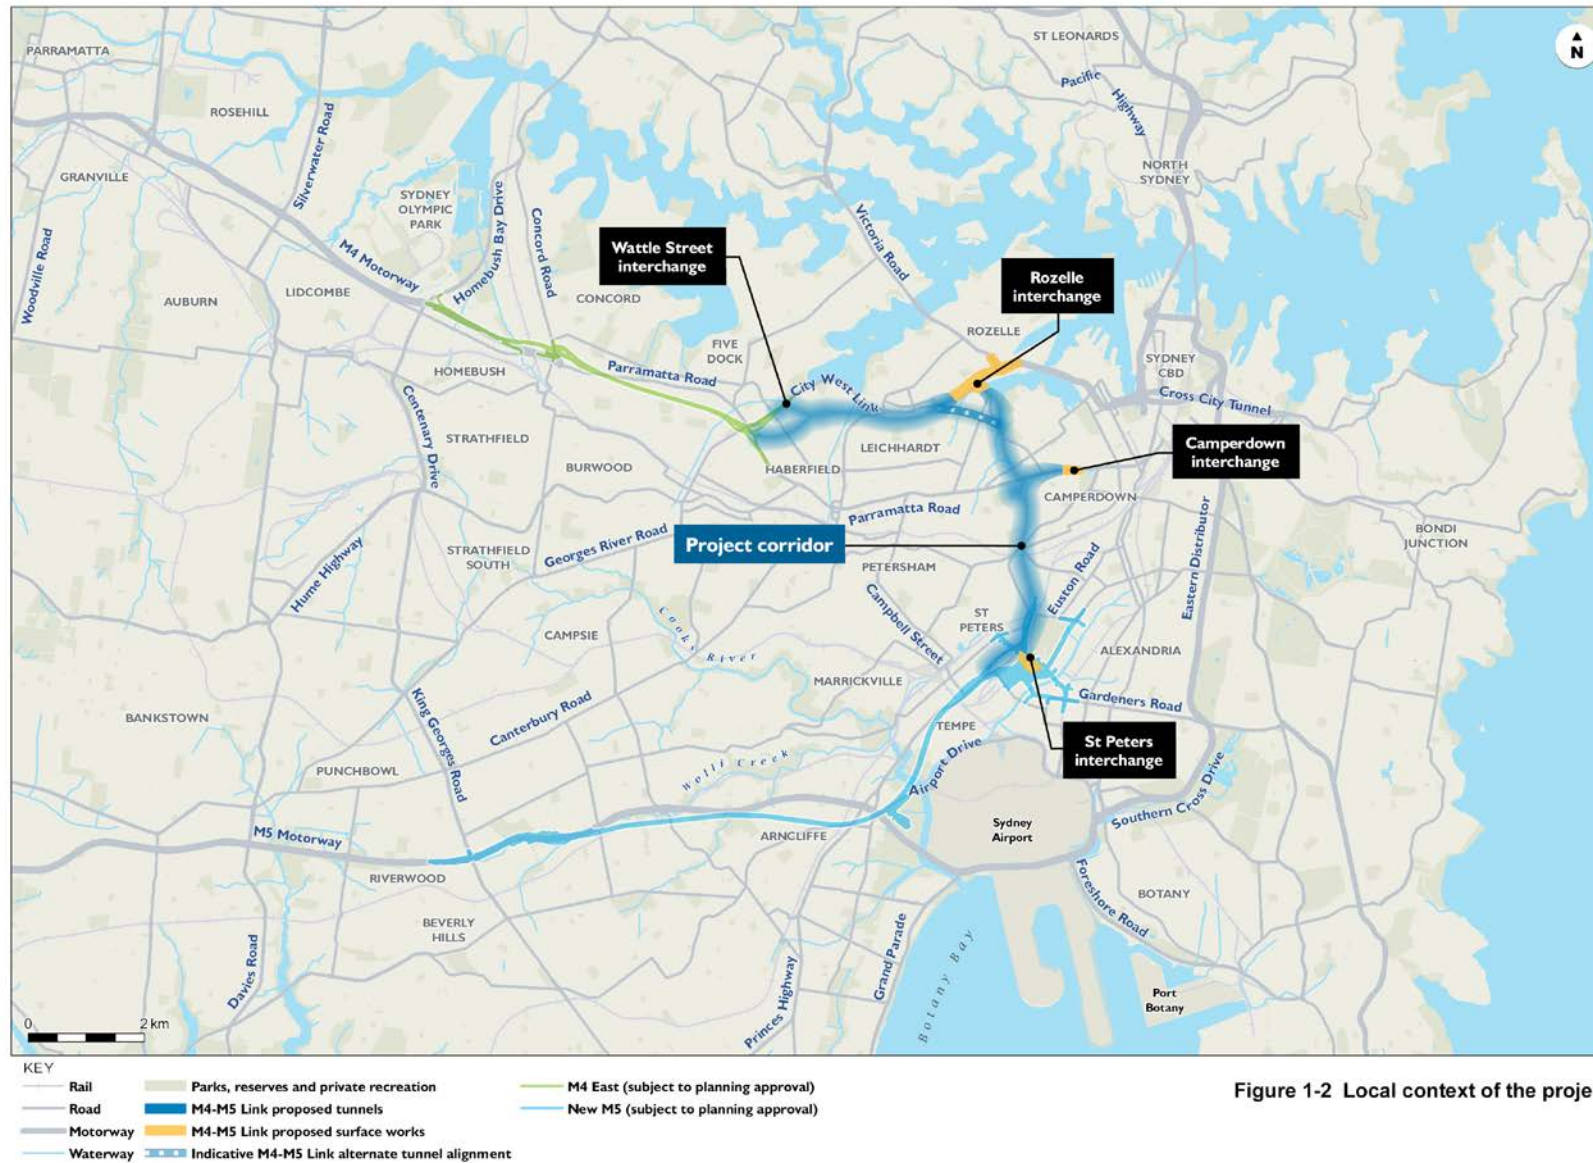 N
ST LEONARDS
PARRAMATTA
Pacific
Highway
ROSEHILL
Silverwater Road
GRANVILLE
NORTH
SYDNEY
SYDNEY
OLYMPIC
PARK
Homebush Bay Drive
Concord Road
Victoria Road
Woodville Road
M4 Motorway
Wattle Street
interchange
Rozelle
interchange
AUBURN
LIDCOMBE
CONCORD
ROZELLE
FIVE
DOCK
SYDNEY
CBD
HOMEBUSH
Parramatta Road
City West Link
Cross City Tunnel
Centenary Drive
STRATHFIELD
LEICHHARDT
Camperdown
interchange
BURWOOD
HABERFIELD
CAMPERDOWN
Parramatta Road
Eastern Distributor
BONDI
JUNCTION
Georges River Road
Project corridor
STRATHFIELD
SOUTH
Hume Highway
PETERSHAM
Euston Road
Campbell Street
ST
PETERS
CAMPSIE
Cooks River
ALEXANDRIA
MARRICKVILLE
Gardeners Road
BANKSTOWN
King Georges Road
Canterbury Road
TEMPE
St Peters
interchange
Wolli Creek
Airport Drive
PUNCHBOWL
Southern Cross Drive
M5 Motorway
ARNCLIFFE
Sydney
Airport
RIVERWOOD
Foreshore Road
BOTANY
BEVERLY
HILLS
Davies Road
Princes Highway
Grand Parade
Botany Bay
Port
Botany
0 2 km
KEY
Rail
Road
Motorway
Waterway
Parks, reserves and private recreation
M4-M5 Link proposed tunnels
M4-M5 Link proposed surface works
Indicative M4-M5 Link alternate tunnel alignment
M4 East (subject to planning approval)
New M5 (subject to planning approval)
Figure 1-2 Local context of the proje